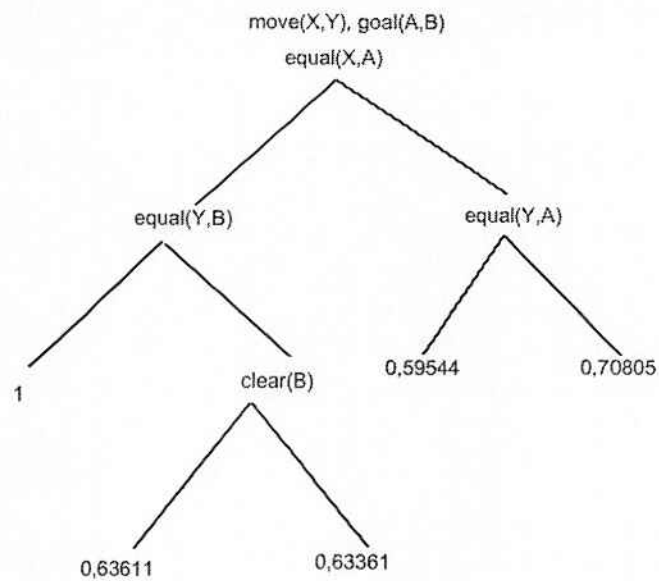 move(X,Y), goal(A,B)
equal(X,A)
equal(Y,B)
equal(Y,A)
1
clear(B)
0,59544
0,70805
0,63611
0,63361